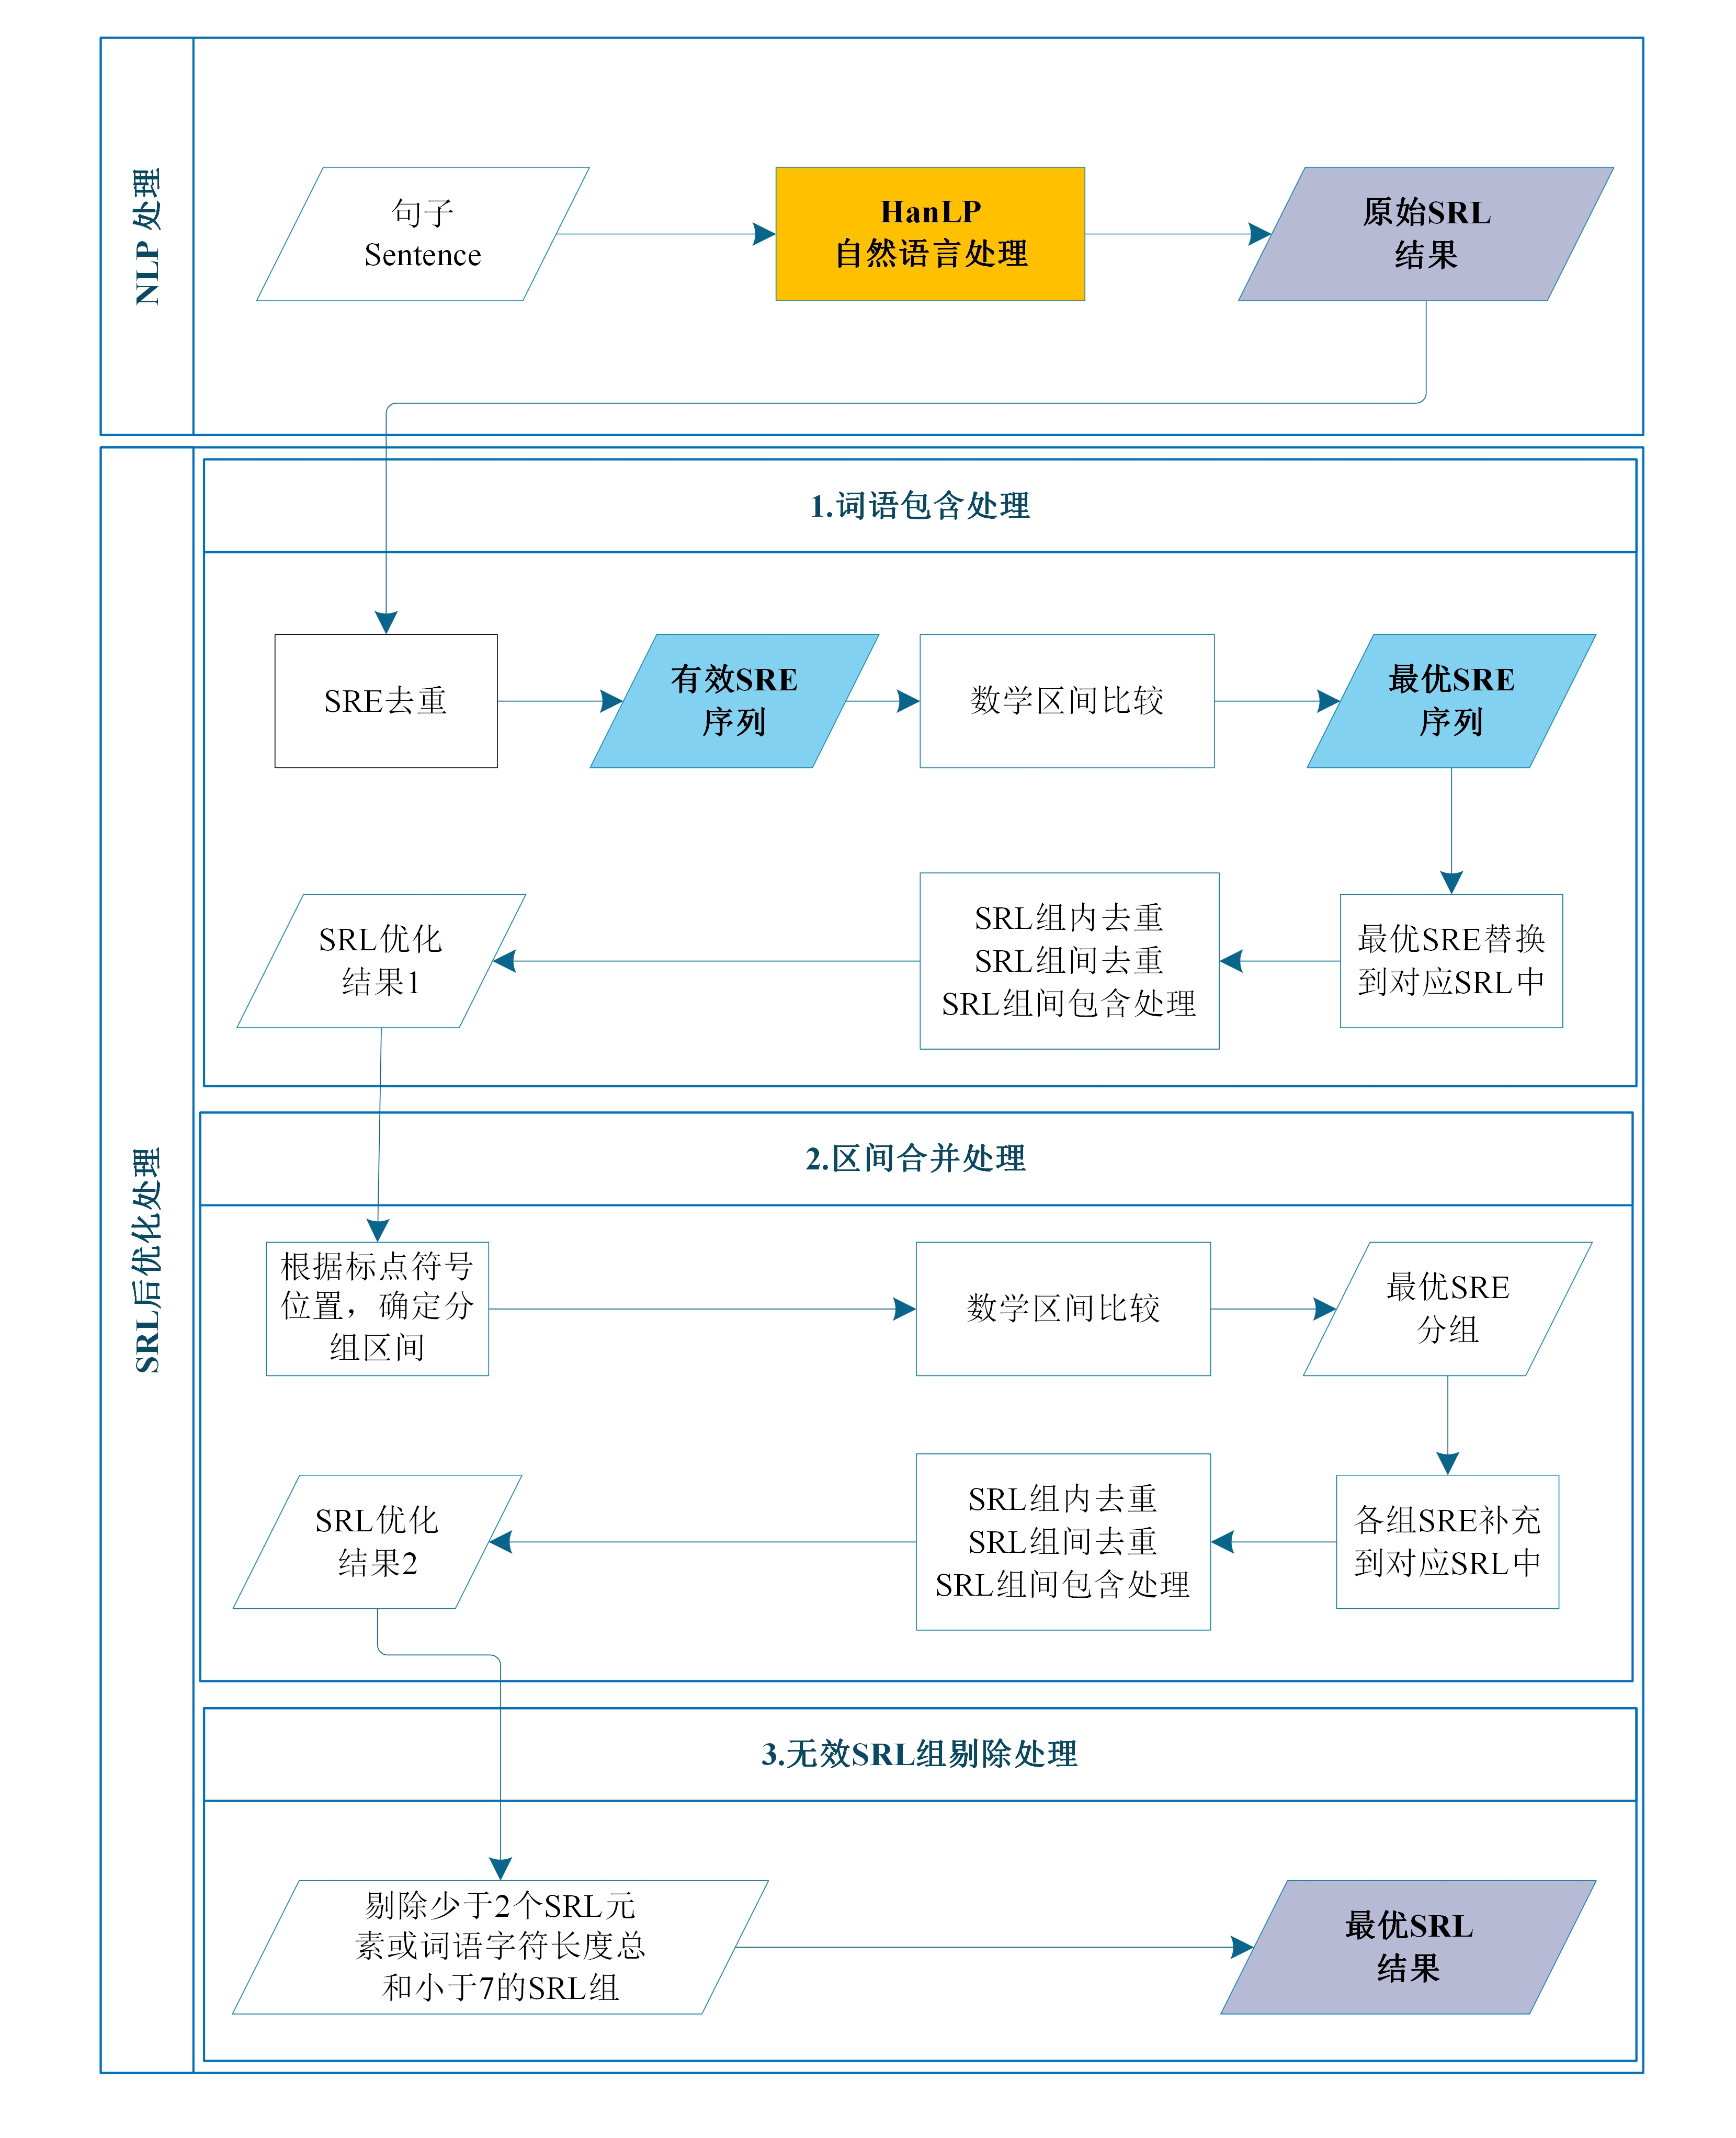 NLP 处理
句子
Sentence
HanLP
自然语言处理
原始SRL
结果
SRL后优化处理
1.词语包含处理
SRE去重
有效SRE
序列
数学区间比较
最优SRE
序列
最优SRE替换
到对应SRL中
SRL组内去重
SRL组间去重
SRL组间包含处理
SRL优化
结果1
2.区间合并处理
根据标点符号
位置，确定分
组区间
数学区间比较
最优SRE
分组
各组SRE补充
到对应SRL中
SRL组内去重
SRL组间去重
SRL组间包含处理
SRL优化
结果2
3.无效SRL组剔除处理
剔除少于2个SRL元
素或词语字符长度总
和小于7的SRL组
最优SRL
结果